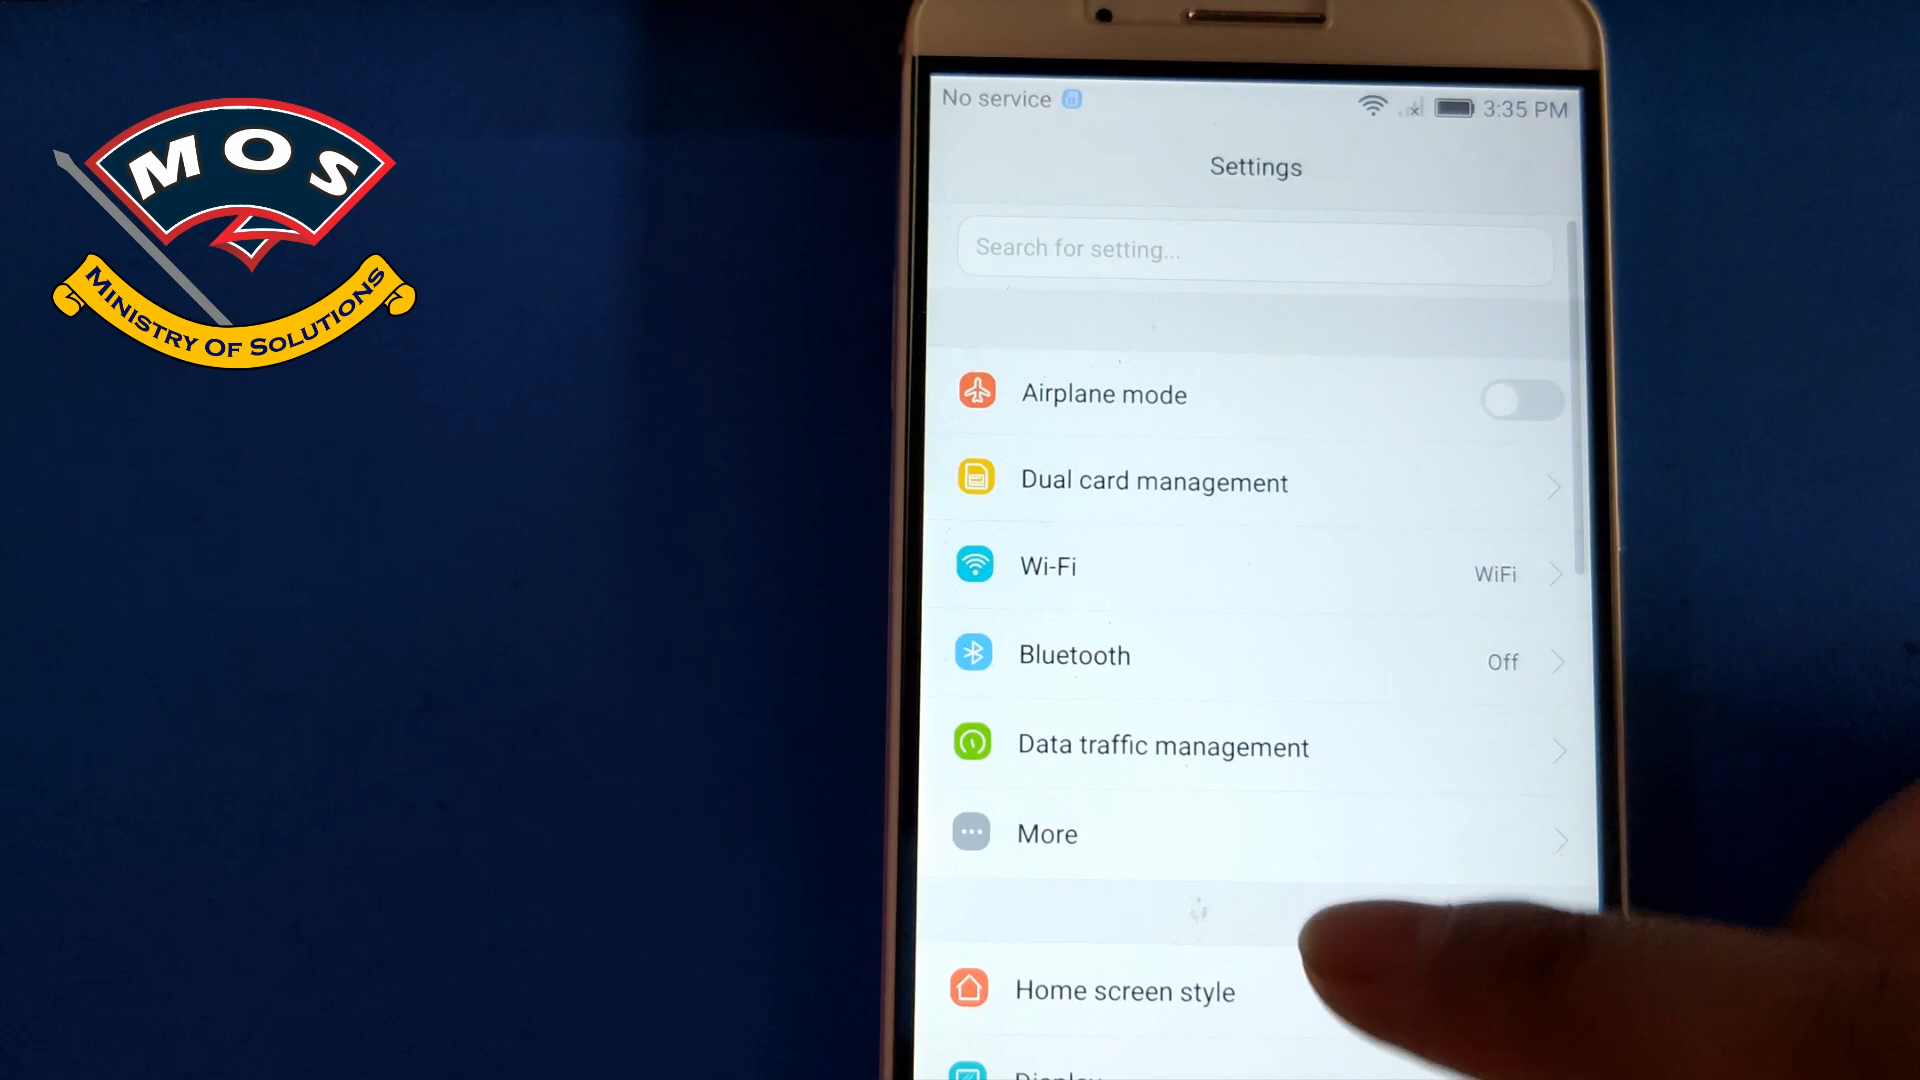 MOS
MINISTRY OF SOLUTIONS
No service
3:35 PM
Settings
Search for setting...
Airplane mode
Dual card management
Wi-Fi
WiFi
Bluetooth
Off
Data traffic management
More
Home screen style
Display